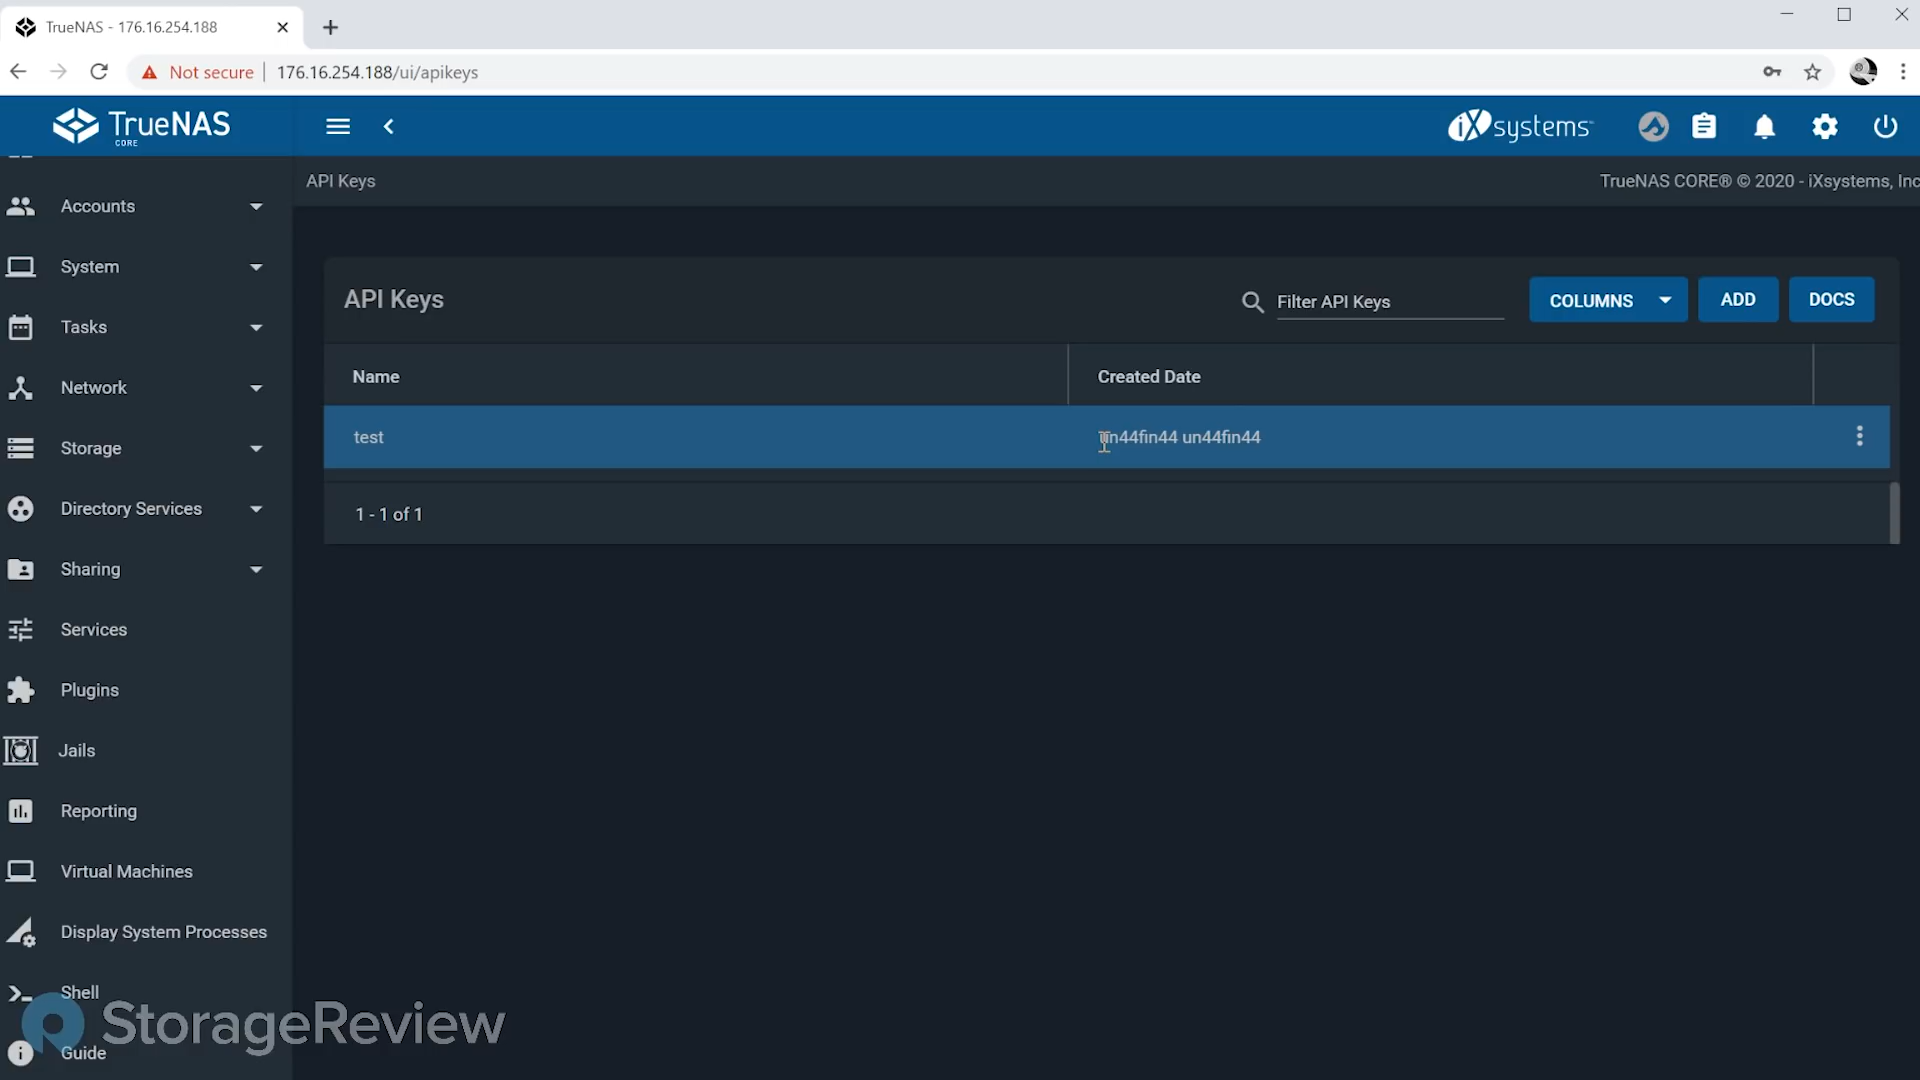 TrueNAS - 176.16.254.188
Not secure
176.16.254.188/ui/apikeys
TrueNAS
CORE
iXsystems
API Keys
TrueNAS CORE® © 2020 - iXsystems, Inc
Accounts
System
Tasks
Network
Storage
Directory Services
Sharing
Services
Plugins
Jails
Reporting
Virtual Machines
Display System Processes
Shell
Guide
API Keys
Filter API Keys
COLUMNS
ADD
DOCS
Name
Created Date
test
un44fin44 un44fin44
1 - 1 of 1
StorageReview